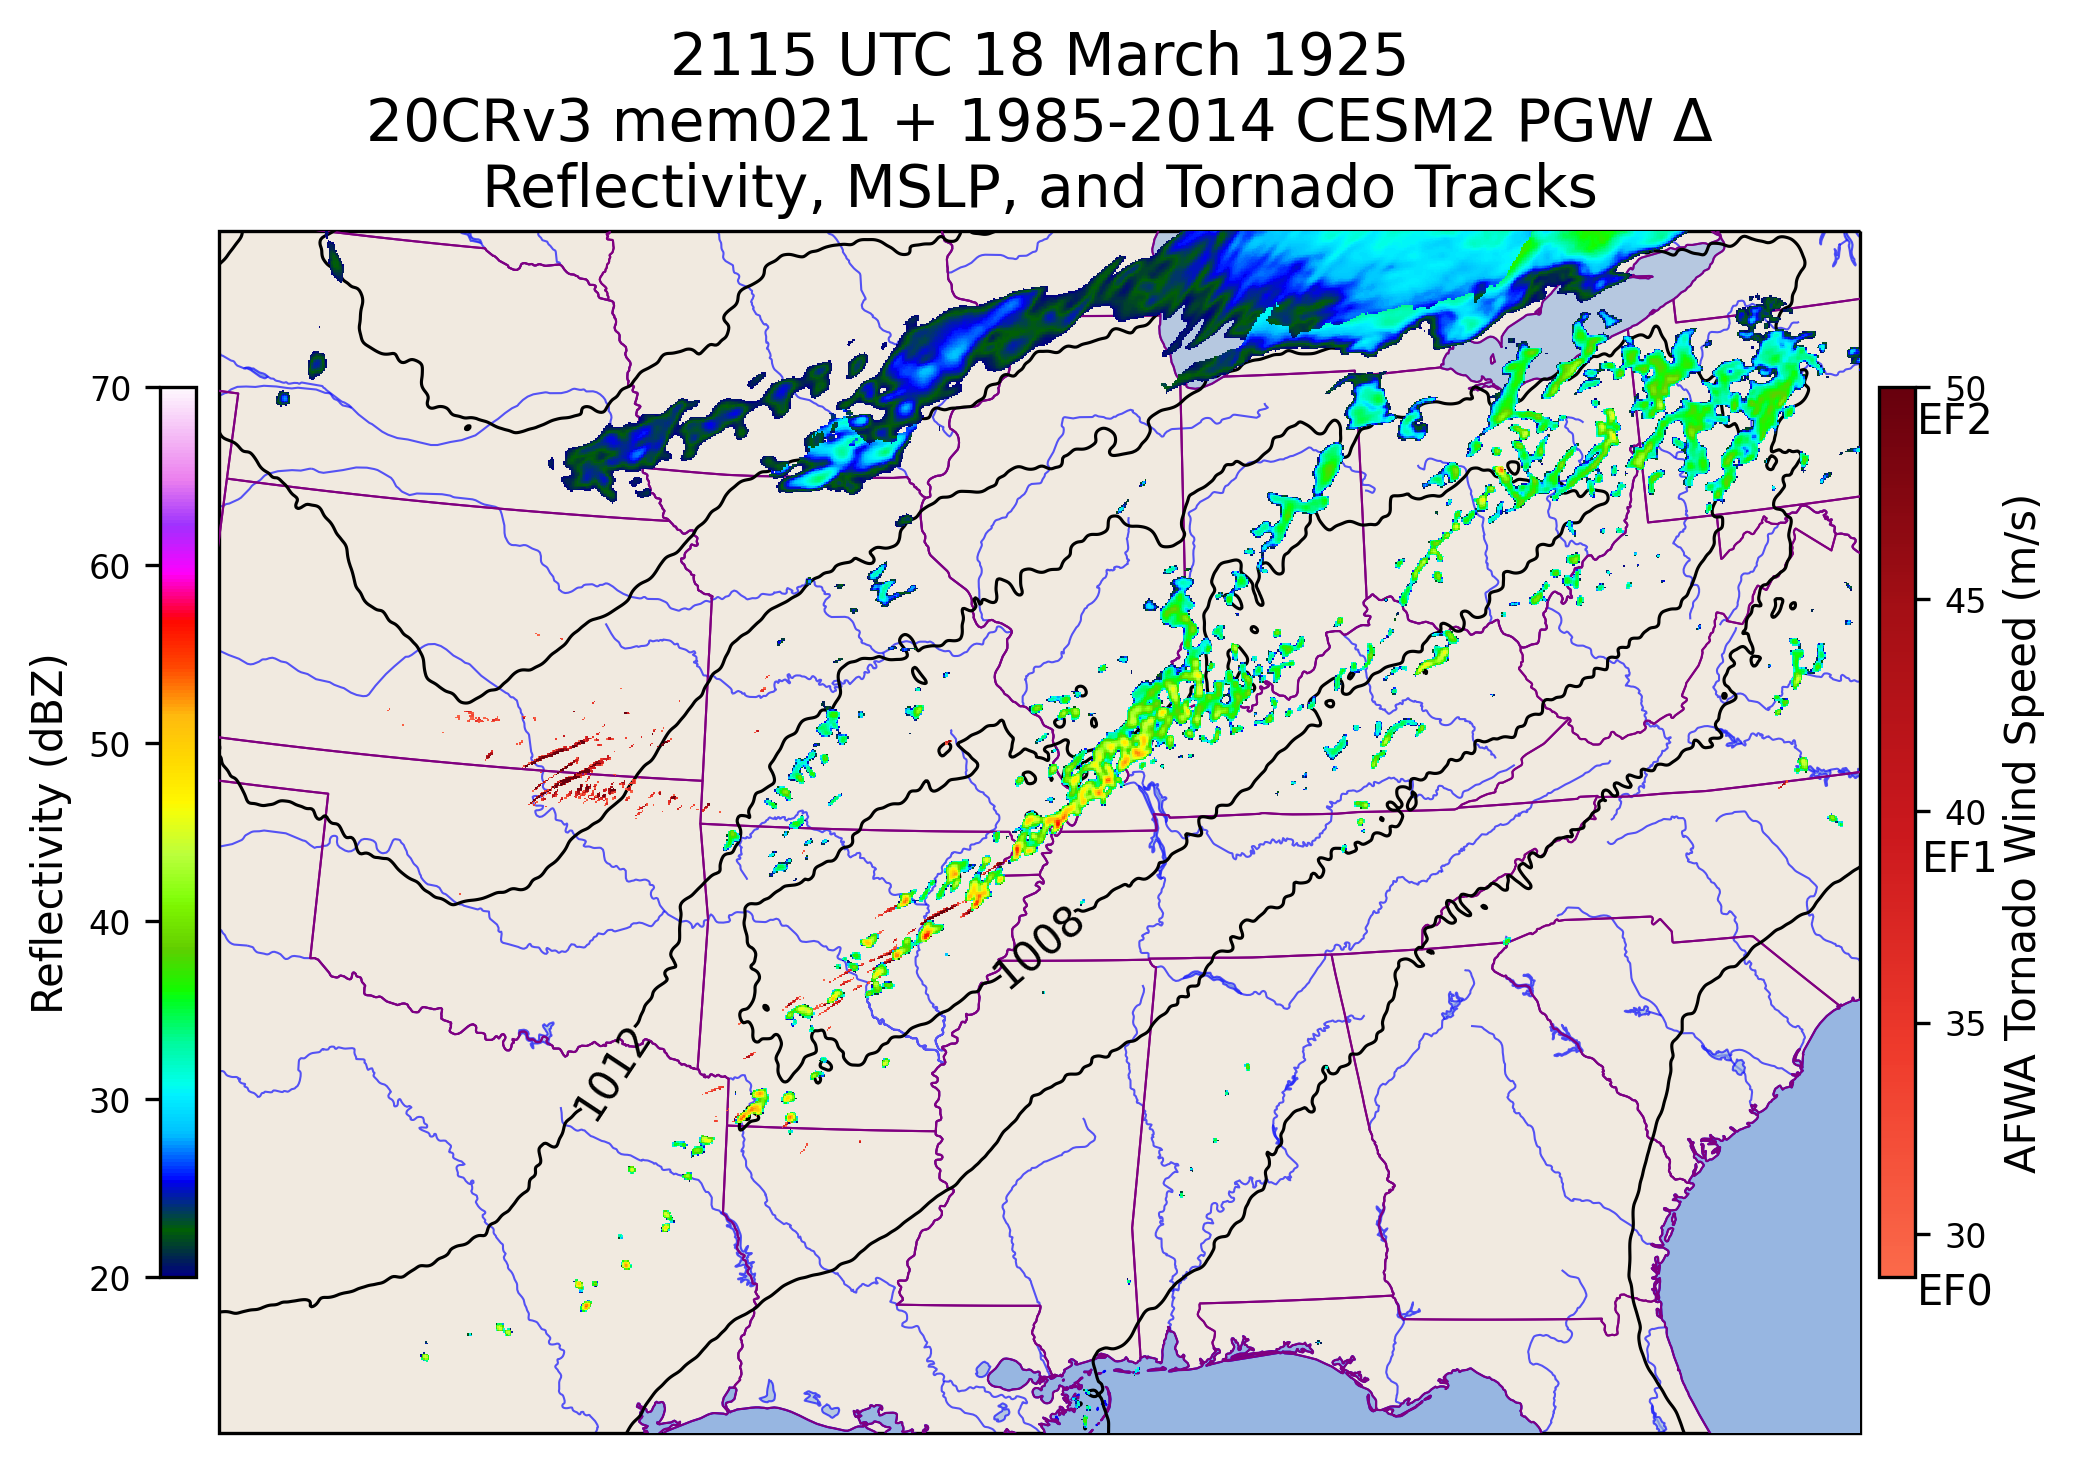 2115 UTC 18 March 1925
20CRv3 mem021 + 1985-2014 CESM2 PGW Δ
Reflectivity, MSLP, and Tornado Tracks
70
60
50
40
30
20
Reflectivity (dBZ)
1008
1012
50
EF2
45
40
EF1
35
30
EF0
AFWA Tornado Wind Speed (m/s)